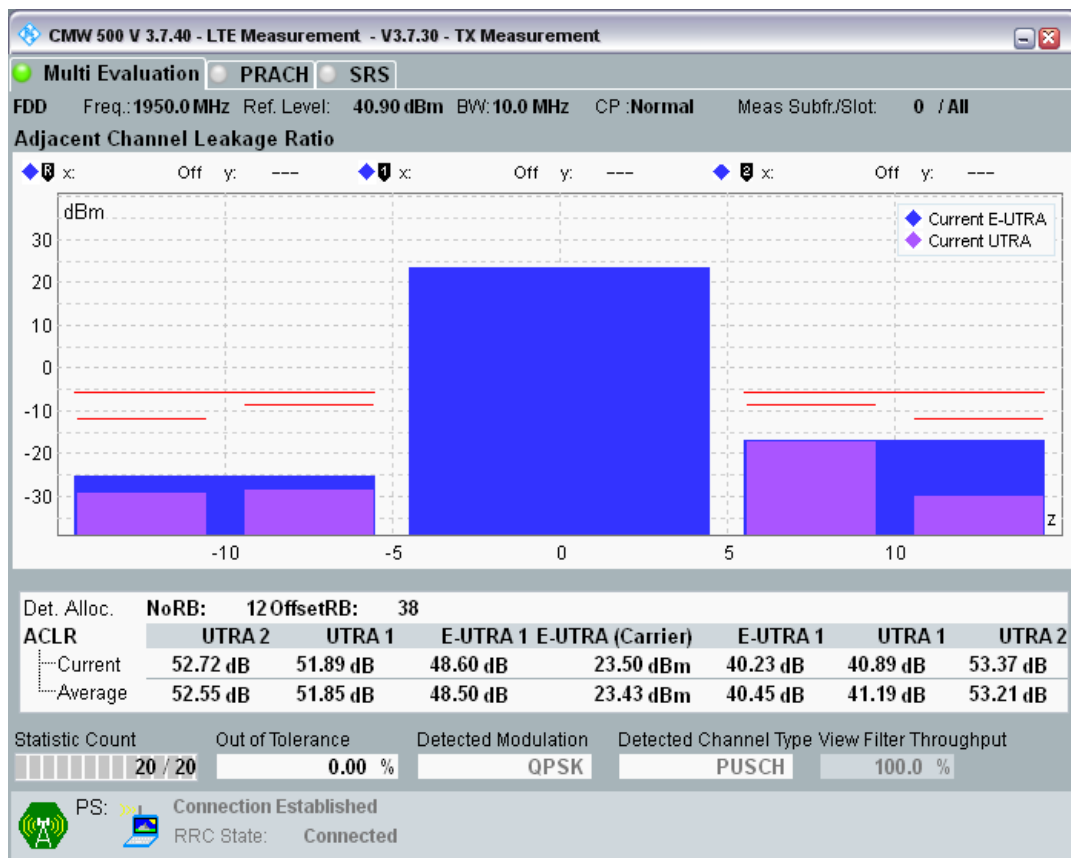 CMW 500 V 3.7.40 - LTE Measurement - V3.7.30 - TX Measurement
Multi Evaluation PRACH SRS
FDD Freq.:1950.0 MHz Ref. Level: 40.90 dBm BW:10.0 MHz CP :Normal Meas Subfr./Slot: 0 / All
Adjacent Channel Leakage Ratio
R x: Off y: --- 1 x: Off y: --- 2 x: Off y: ---
dBm
Current E-UTRA
Current UTRA
30
20
10
0
-10
-20
-30
z
-10 -5 0 5 10
Det. Alloc. NoRB: 12 OffsetRB: 38
ACLR UTRA 2 UTRA 1 E-UTRA 1 E-UTRA (Carrier) E-UTRA 1 UTRA 1 UTRA 2
Current 52.72 dB 51.89 dB 48.60 dB 23.50 dBm 40.23 dB 40.89 dB 53.37 dB
Average 52.55 dB 51.85 dB 48.50 dB 23.43 dBm 40.45 dB 41.19 dB 53.21 dB
Statistic Count Out of Tolerance Detected Modulation Detected Channel Type View Filter Throughput
20 / 20 0.00 % QPSK PUSCH 100.0 %
PS: Connection Established
RRC State: Connected